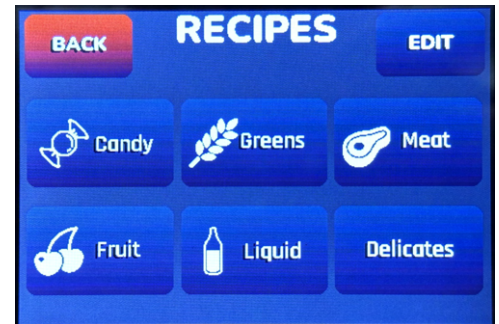 BACK
RECIPES
EDIT
Candy
Greens
Meat
Fruit
Liquid
Delicates